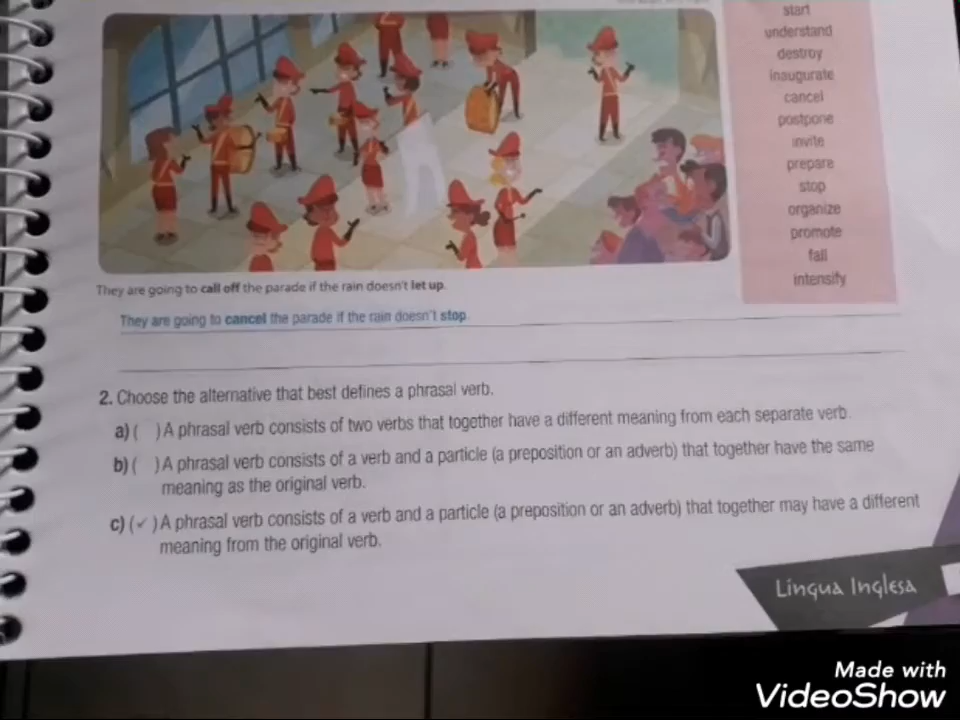 start
understand
destroy
inaugurate
cancel
postpone
invite
prepare
stop
organize
promote
fall
intensify
They are going to call off the parade if the rain doesn't let up.
They are going to cancel the parade if the rain doesn't stop
2. Choose the alternative that best defines a phrasal verb.
a) ( ) A phrasal verb consists of two verbs that together have a different meaning from each separate verb.
b) ( ) A phrasal verb consists of a verb and a particle (a preposition or an adverb) that together have the same
meaning as the original verb.
c) (✓) A phrasal verb consists of a verb and a particle (a preposition or an adverb) that together may have a different
meaning from the original verb.
Língua Inglesa
Made with
VideoShow